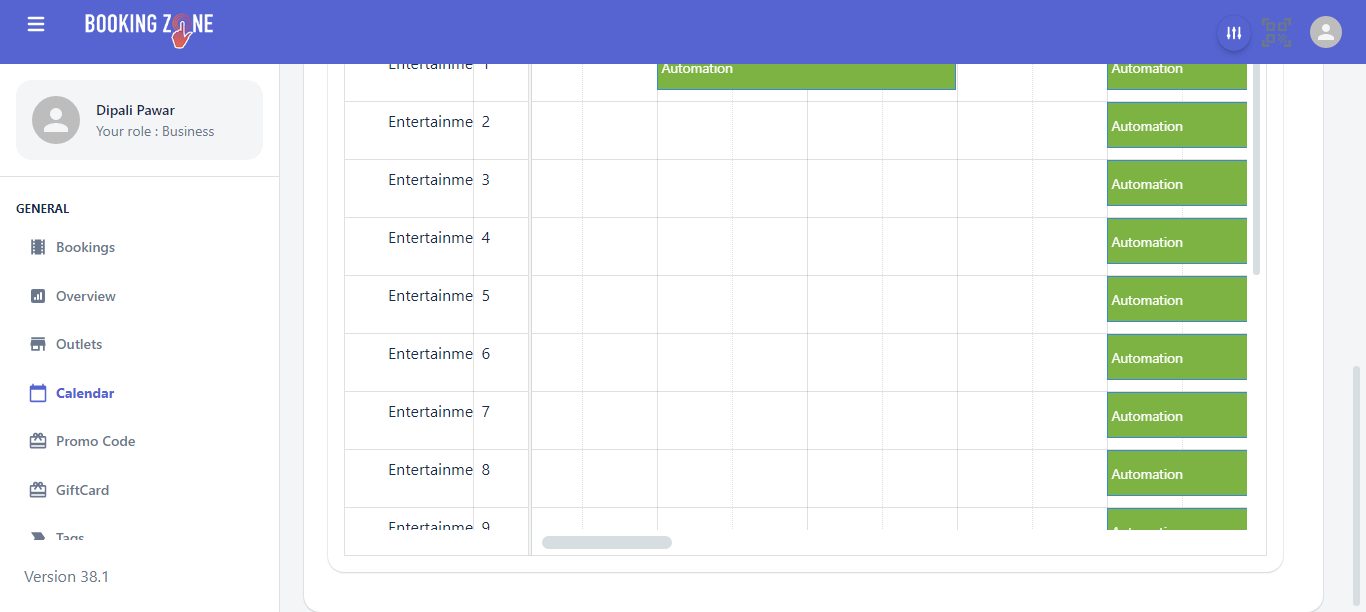 BOOKING ZONE
Dipali Pawar
Your role : Business
GENERAL
Bookings
Overview
Outlets
Calendar
Promo Code
GiftCard
Tags
Version 38.1
Entertainme 1 Automation Automation
Entertainme 2 Automation
Entertainme 3 Automation
Entertainme 4 Automation
Entertainme 5 Automation
Entertainme 6 Automation
Entertainme 7 Automation
Entertainme 8 Automation
Entertainme 9 Automation